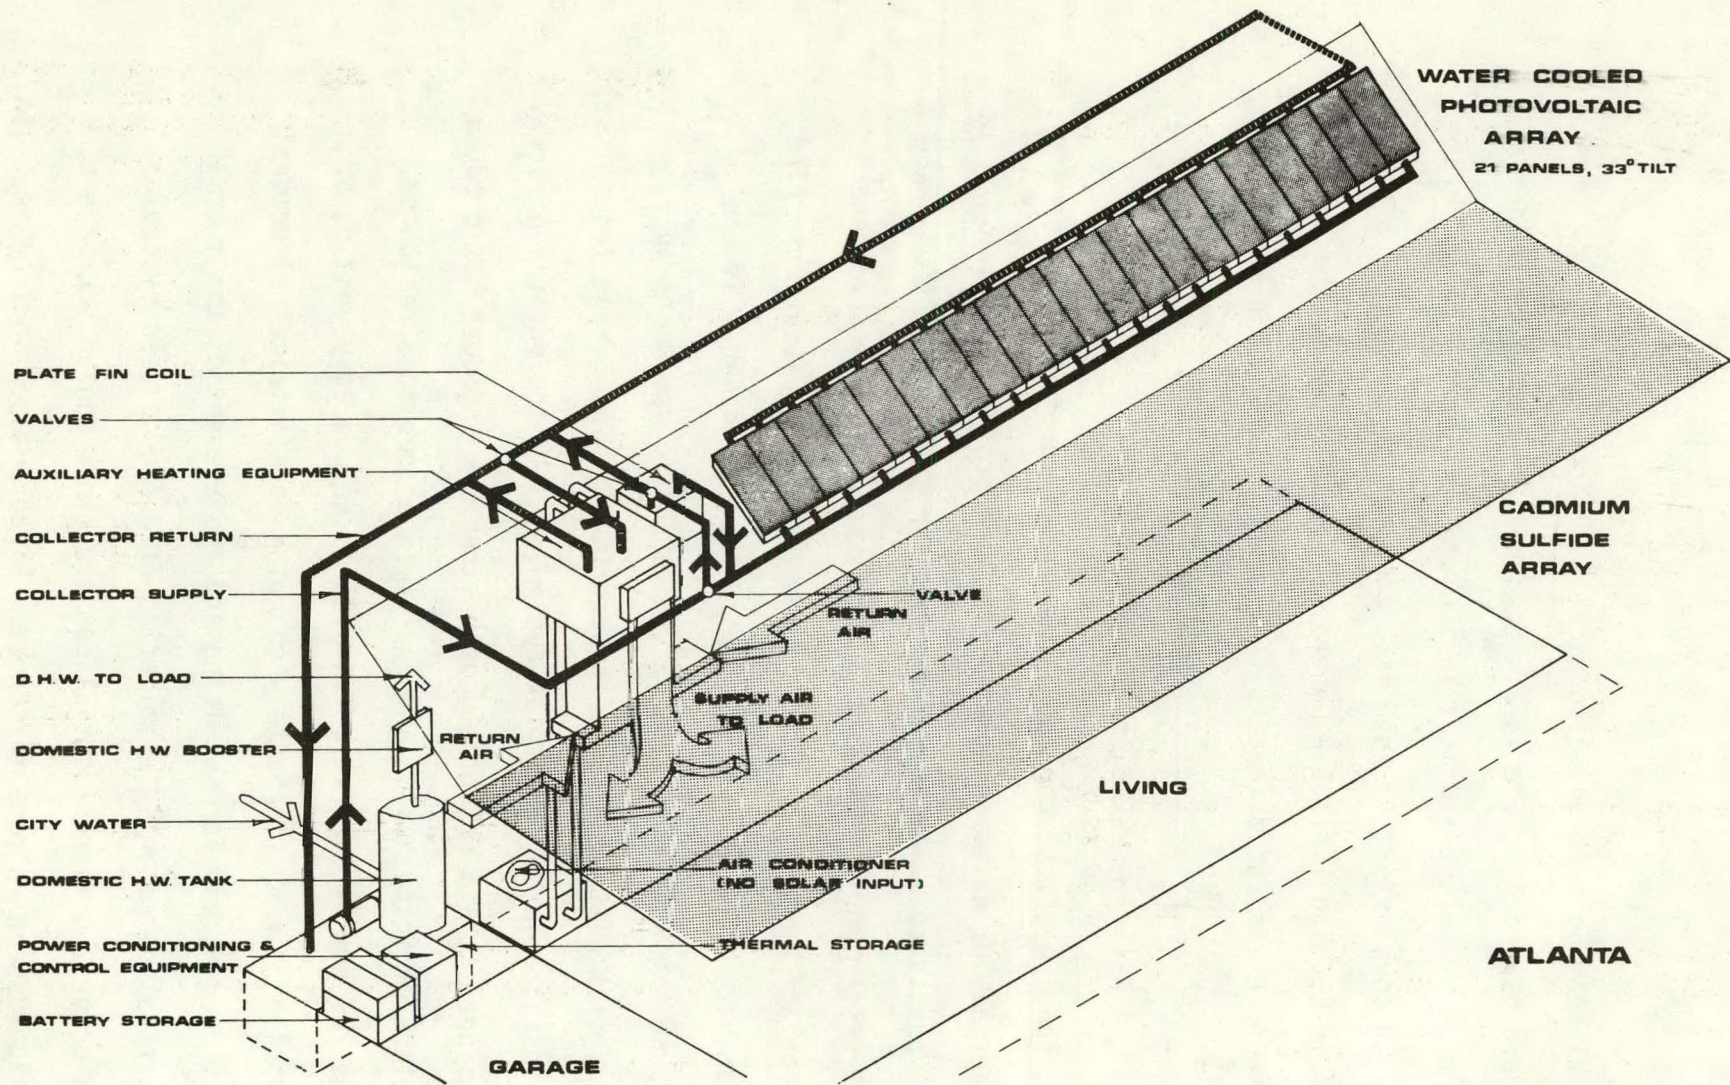 WATER COOLED
PHOTOVOLTAIC
ARRAY
21 PANELS, 33° TILT
PLATE FIN COIL
VALVES
AUXILIARY HEATING EQUIPMENT
COLLECTOR RETURN
COLLECTOR SUPPLY
CADMIUM
SULFIDE
ARRAY
VALVE
RETURN
AIR
D.H.W. TO LOAD
SUPPLY AIR
TO LOAD
DOMESTIC H W BOOSTER
RETURN
AIR
LIVING
CITY WATER
AIR CONDITIONER
(NO SOLAR INPUT)
DOMESTIC H.W. TANK
POWER CONDITIONING &
CONTROL EQUIPMENT
THERMAL STORAGE
ATLANTA
BATTERY STORAGE
GARAGE